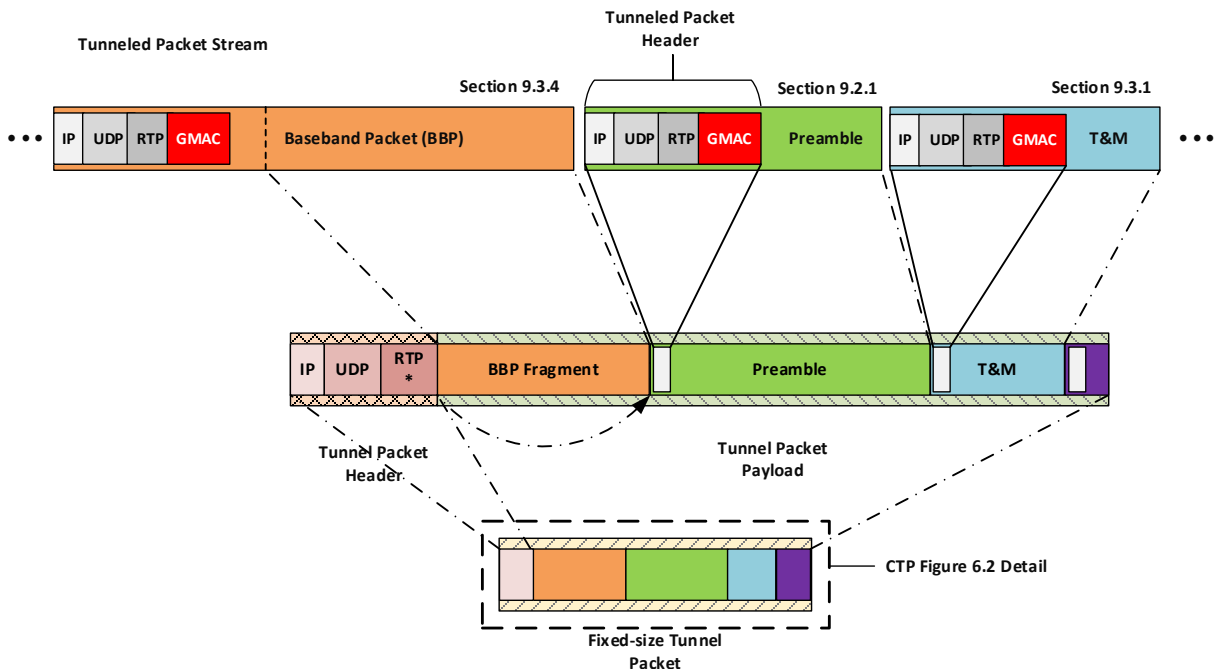 Tunneled Packet
Header
Tunneled Packet Stream
Section 9.3.4
Section 9.2.1
Section 9.3.1
••• IP UDP RTP GMAC Baseband Packet (BBP) IP UDP RTP GMAC Preamble IP UDP RTP GMAC T&M •••
IP UDP RTP * BBP Fragment Preamble T&M
Tunnel Packet
Header
Tunnel Packet
Payload
CTP Figure 6.2 Detail
Fixed-size Tunnel
Packet